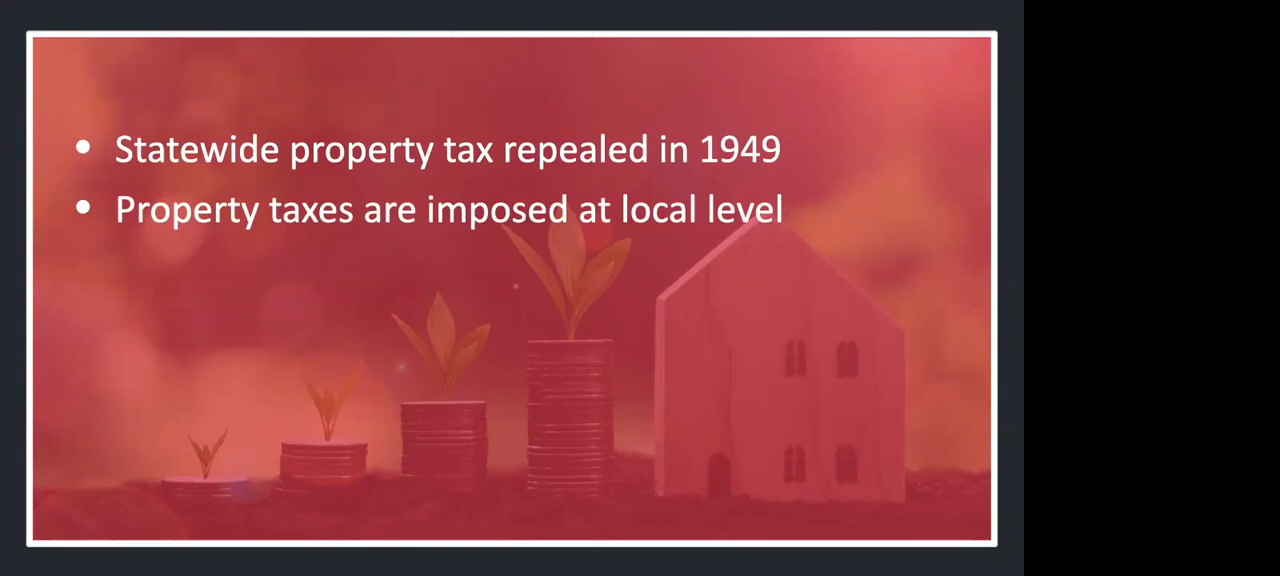 • Statewide property tax repealed in 1949
• Property taxes are imposed at local level